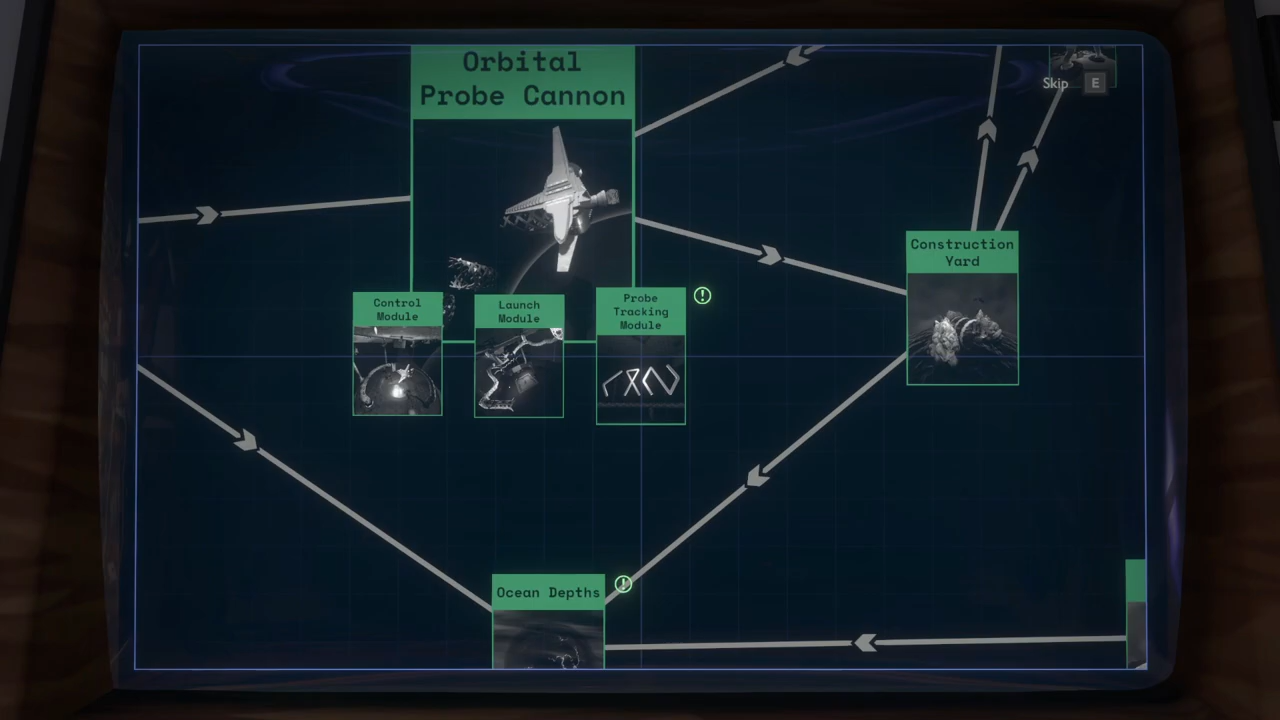 Orbital
Probe Cannon
Skip E
Construction
Yard
Control
Module
Launch
Module
Probe
Tracking
Module
Ocean Depths